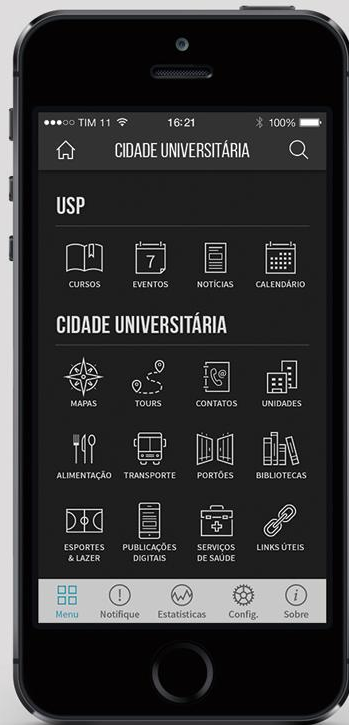 TIM 11 16:21 100%
CIDADE UNIVERSITÁRIA
USP
CURSOS EVENTOS NOTÍCIAS CALENDÁRIO
7
CIDADE UNIVERSITÁRIA
MAPAS TOURS CONTATOS UNIDADES
ALIMENTAÇÃO TRANSPORTE PORTÕES BIBLIOTECAS
ESPORTES & LAZER
PUBLICAÇÕES DIGITAIS
SERVIÇOS DE SAÚDE
LINKS ÚTEIS
Menu Notifique Estatísticas Config. Sobre